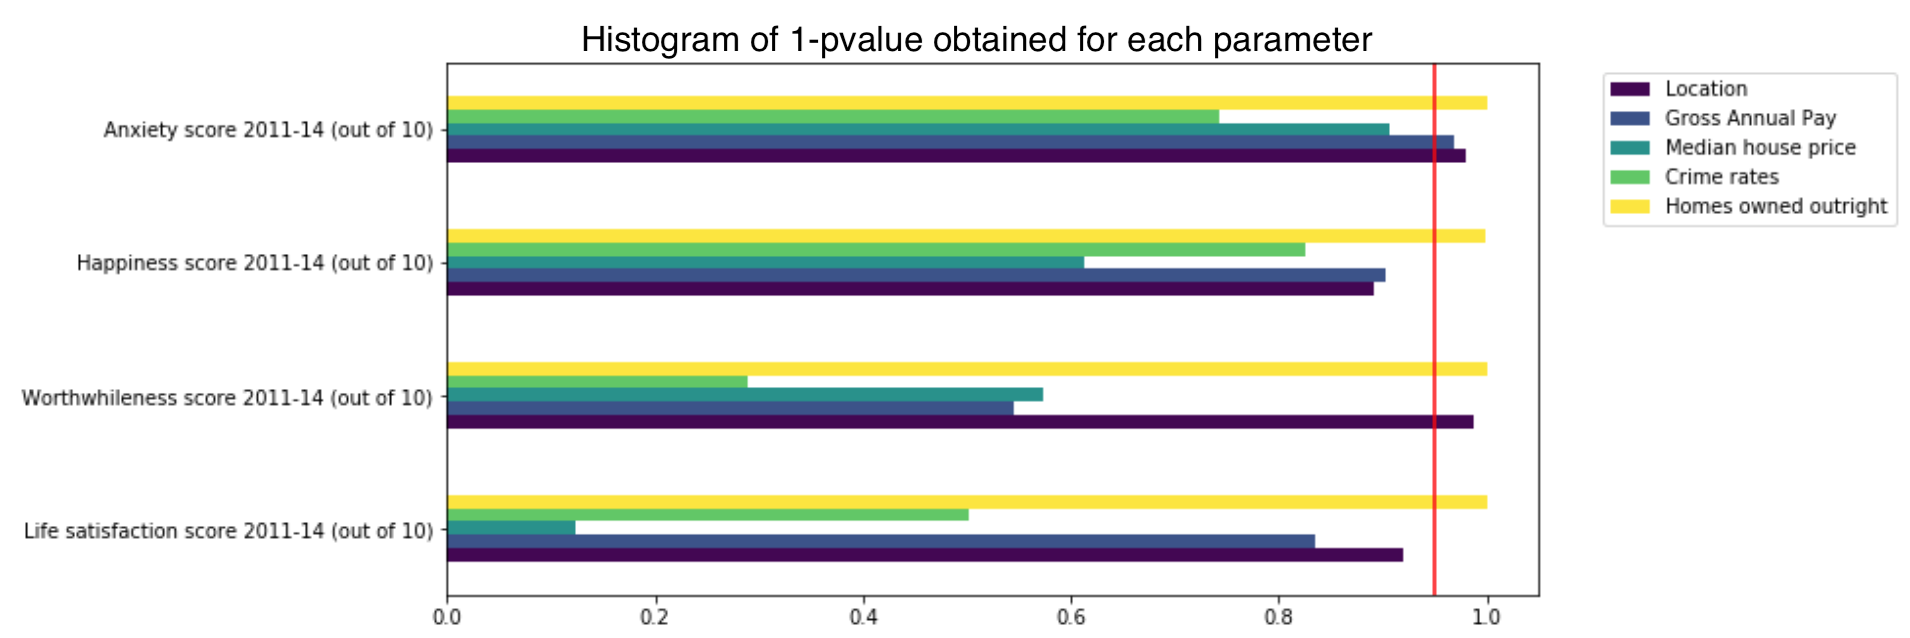 Histogram of 1-pvalue obtained for each parameter
Anxiety score 2011-14 (out of 10)
Happiness score 2011-14 (out of 10)
Worthwhileness score 2011-14 (out of 10)
Life satisfaction score 2011-14 (out of 10)
0.0 0.2 0.4 0.6 0.8 1.0
Location
Gross Annual Pay
Median house price
Crime rates
Homes owned outright